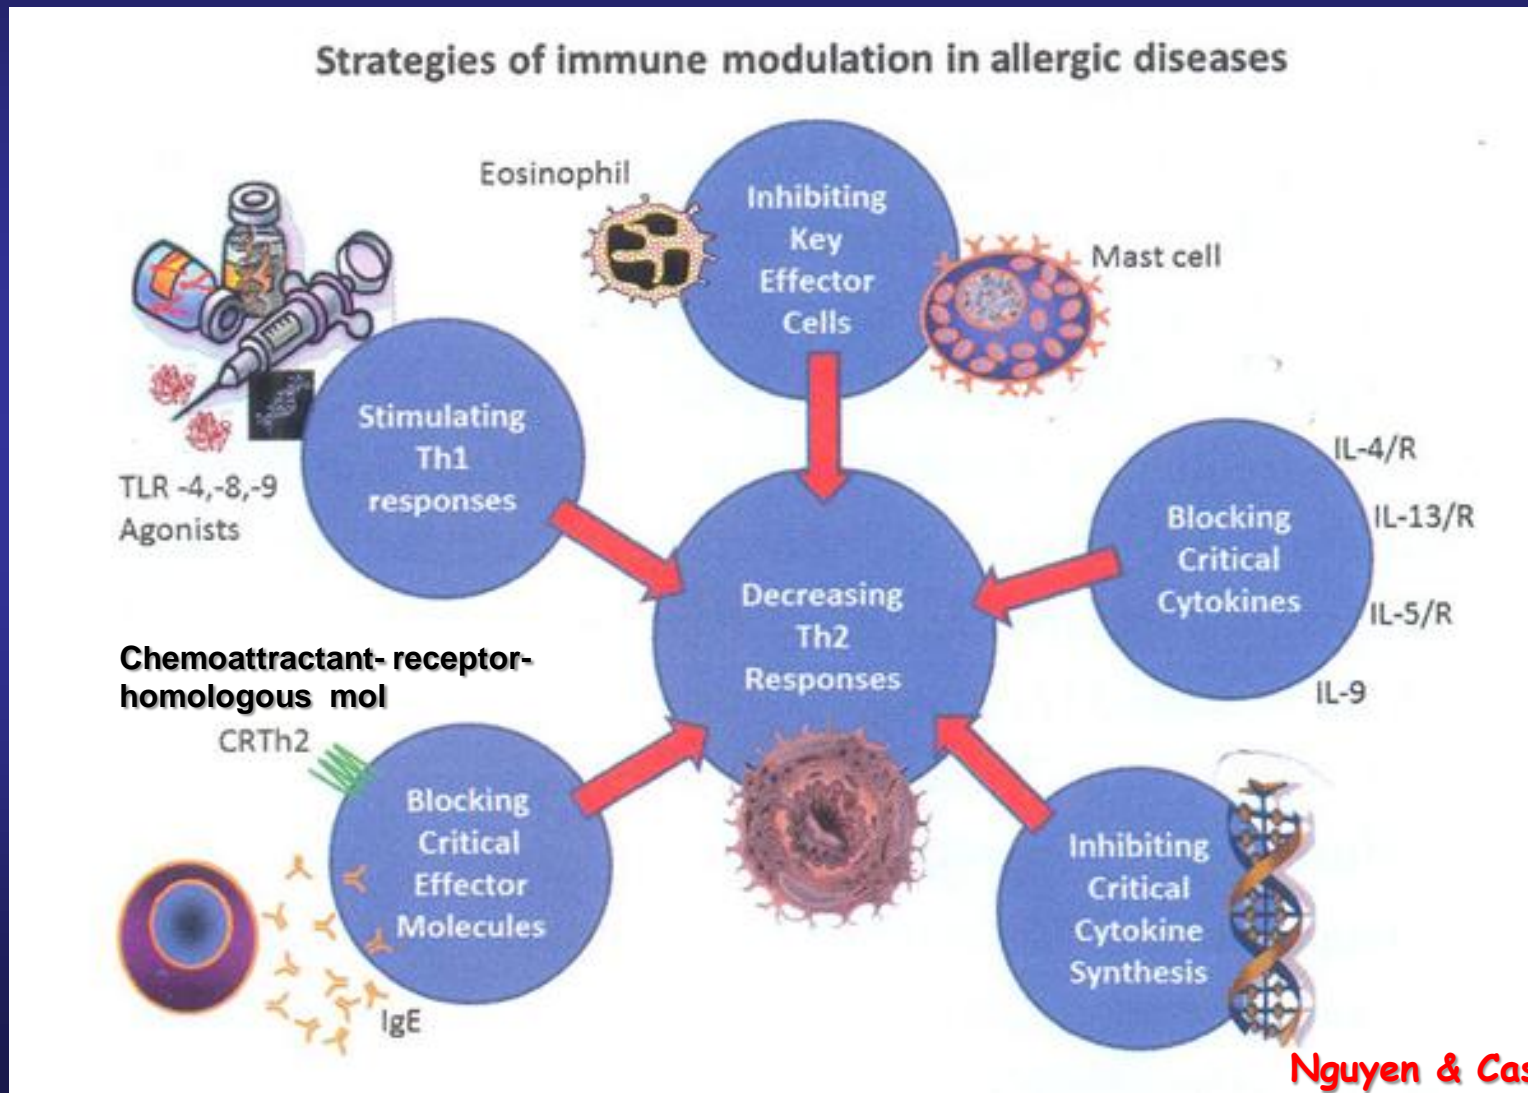 Strategies of immune modulation in allergic diseases
Eosinophil
Inhibiting
Key
Effector
Cells
Mast cell
Stimulating
Th1
responses
TLR -4,-8,-9
Agonists
Blocking
Critical
Cytokines
IL-4/R
IL-13/R
IL-5/R
IL-9
Decreasing
Th2
Responses
Chemoattractant- receptor-
homologous mol
CRTh2
Blocking
Critical
Effector
Molecules
IgE
Inhibiting
Critical
Cytokine
Synthesis
Nguyen & Cas